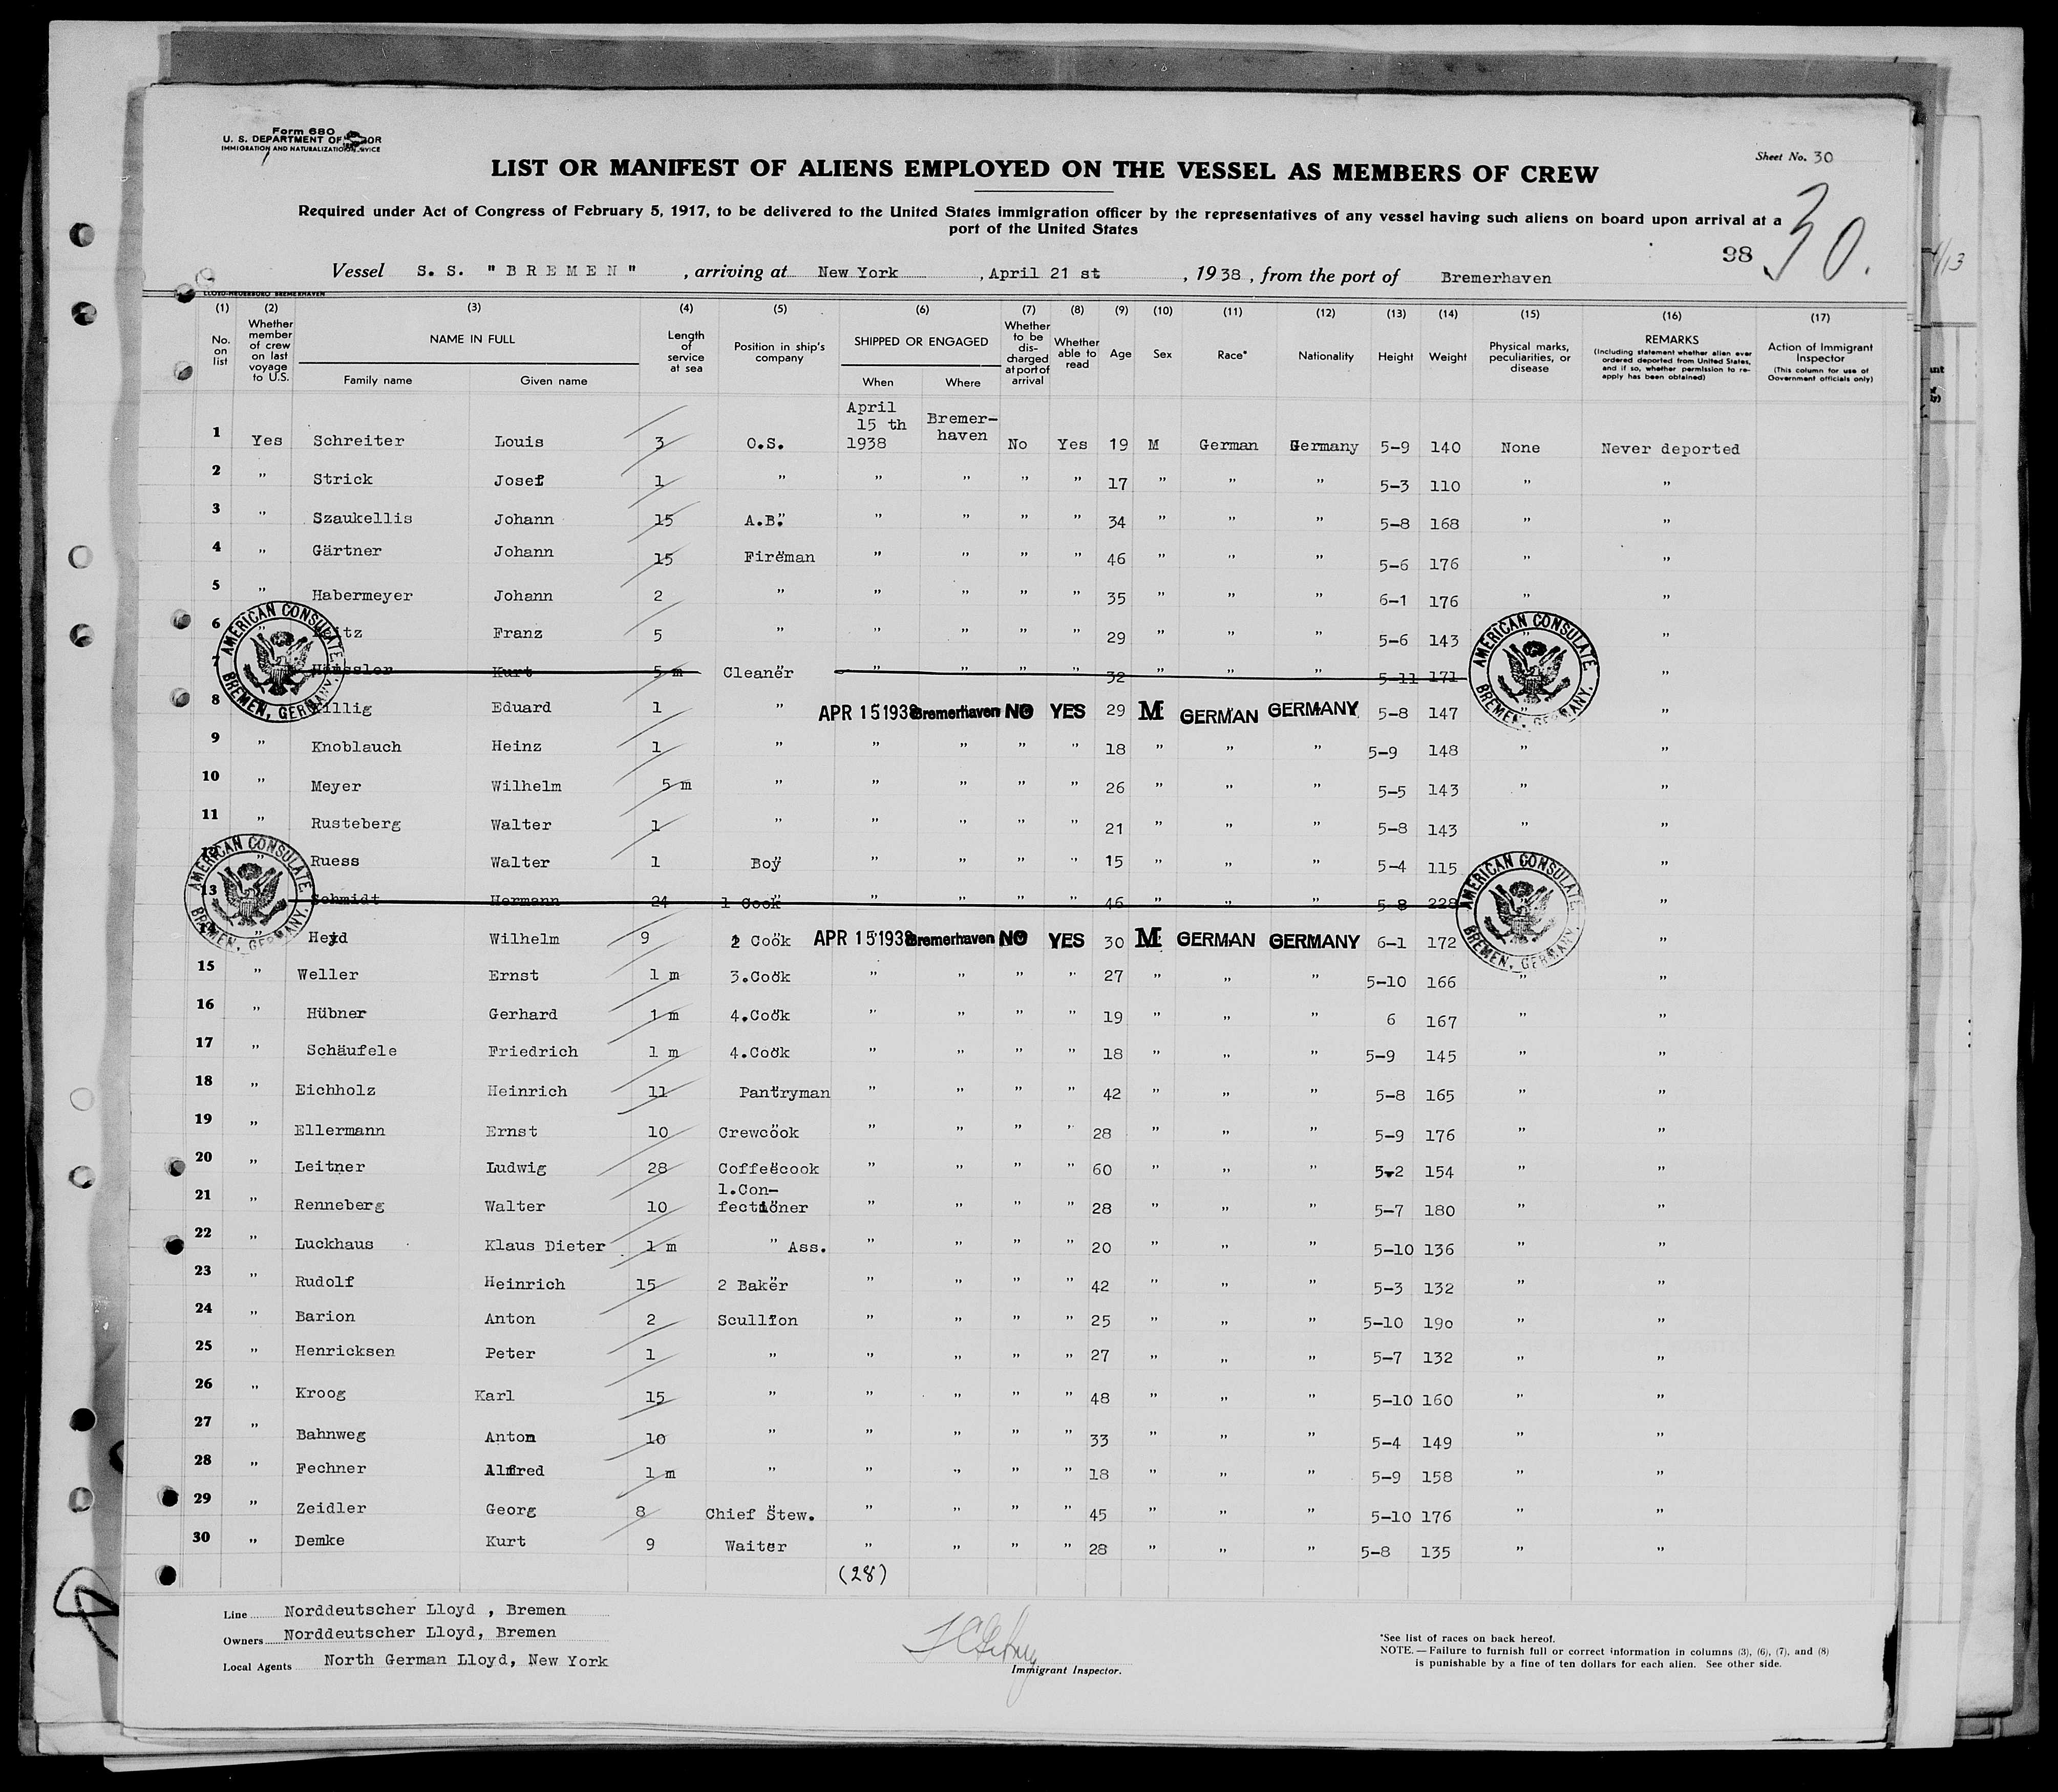 Form 680
U. S. DEPARTMENT OF LABOR
IMMIGRATION AND NATURALIZATION SERVICE
Sheet No. 30
LIST OR MANIFEST OF ALIENS EMPLOYED ON THE VESSEL AS MEMBERS OF CREW
Required under Act of Congress of February 5, 1917, to be delivered to the United States immigration officer by the representatives of any vessel having such aliens on board upon arrival at a
port of the United States
98 30.
Vessel S. S. "BREMEN", arriving at New York, April 21 st, 1938, from the port of Bremerhaven
(1) (2) (3) (4) (5) (6) (7) (8) (9) (10) (11) (12) (13) (14) (15) (16) (17)
No. on list
Whether member of crew on last voyage to U.S.
NAME IN FULL
Family name Given name
Length of service at sea
Position in ship's company
SHIPPED OR ENGAGED
When Where
Whether to be discharged at port of arrival
Whether able to read
Age
Sex
Race*
Nationality
Height
Weight
Physical marks, peculiarities, or disease
REMARKS
(Including statement whether alien ever ordered deported from United States, and if so, whether permission to re-apply has been obtained)
Action of Immigrant Inspector
(This column for use of Government officials only)
1 Yes Schreiter Louis 3 O.S. April 15 th 1938 Bremer-haven No Yes 19 M German Germany 5-9 140 None Never deported
2 " Strick Josef 1 " " " " " 17 " " " 5-3 110 " "
3 " Szaukellis Johann 15 A.B." " " " " 34 " " " 5-8 168 " "
4 " Gärtner Johann 15 Fireman " " " " 46 " " " 5-6 176 " "
5 " Habermeyer Johann 2 " " " " " 35 " " " 6-1 176 " "
6 " Franz 5 " " " " " 29 " " " 5-6 143 " "
7 Kurt 5 m Cleaner " " " " 32 " " " 5-11 171 "
8 Eduard 1 " APR 15 1938 Bremerhaven NO YES 29 M GERMAN GERMANY 5-8 147 " "
9 " Knoblauch Heinz 1 " " " " " 18 " " " 5-9 148 " "
10 " Meyer Wilhelm 5 m " " " " " 26 " " " 5-5 143 " "
11 " Rusteberg Walter 1 " " " " " 21 " " " 5-8 143 " "
12 " Ruess Walter 1 Boy " " " " 15 " " " 5-4 115 "
13 Schmidt Hermann 24 1 Cook " " " " 46 " " " 5-8 228 "
" Heyd Wilhelm 9 2 Cook APR 15 1938 Bremerhaven NO YES 30 M GERMAN GERMANY 6-1 172 "
15 " Weller Ernst 1 m 3.Cook " " " " 27 " " " 5-10 166 " "
16 " Hübner Gerhard 1 m 4.Cook " " " " 19 " " " 6 167 " "
17 " Schäufele Friedrich 1 m 4.Cook " " " " 18 " " " 5-9 145 " "
18 " Eichholz Heinrich 11 Pantryman " " " " 42 " " " 5-8 165 " "
19 " Ellermann Ernst 10 Crewcook " " " " 28 " " " 5-9 176 " "
20 " Leitner Ludwig 28 Coffeecook " " " " 60 " " " 5-2 154 " "
21 " Renneberg Walter 10 1.Con-fectioner " " " " 28 " " " 5-7 180 " "
22 " Luckhaus Klaus Dieter 1 m " Ass. " " " " 20 " " " 5-10 136 " "
23 " Rudolf Heinrich 15 2 Baker " " " " 42 " " " 5-3 132 " "
24 " Barion Anton 2 Scullion " " " " 25 " " " 5-10 190 " "
25 " Henricksen Peter 1 " " " " " 27 " " " 5-7 132 " "
26 " Kroog Karl 15 " " " " " 48 " " " 5-10 160 " "
27 " Bahnweg Anton 10 " " " " " 33 " " " 5-4 149 " "
28 " Fechner Alfred 1 m " " " " " 18 " " " 5-9 158 " "
29 " Zeidler Georg 8 Chief Stew. " " " " 45 " " " 5-10 176 " "
30 " Demke Kurt 9 Waiter " " " " 28 " " " 5-8 135 " "
(28)
AMERICAN CONSULATE BREMEN, GERMANY.
AMERICAN CONSULATE BREMEN, GERMANY.
AMERICAN CONSULATE BREMEN, GERMANY.
AMERICAN CONSULATE BREMEN, GERMANY.
Line Norddeutscher Lloyd , Bremen
Owners Norddeutscher Lloyd, Bremen
Local Agents North German Lloyd, New York
Immigrant Inspector.
*See list of races on back hereof.
NOTE.—Failure to furnish full or correct information in columns (3), (6), (7), and (8)
is punishable by a fine of ten dollars for each alien. See other side.